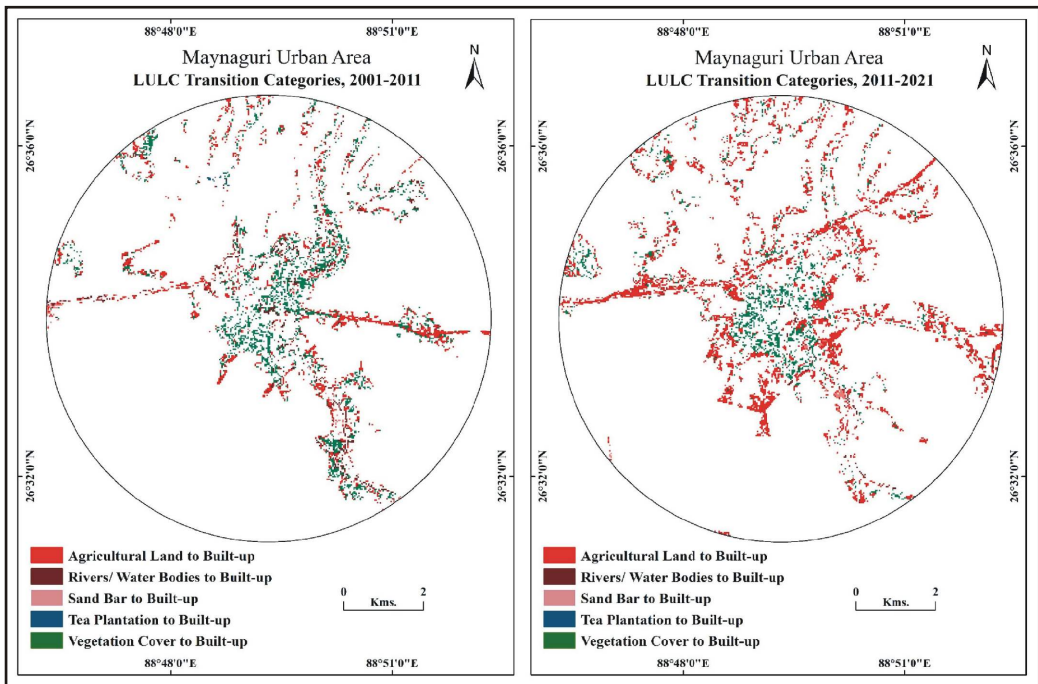 88°48'0"E
88°51'0"E
Maynaguri Urban Area
LULC Transition Categories, 2001-2011
N
26°36'0"N
26°36'0"N
26°32'0"N
26°32'0"N
Agricultural Land to Built-up
Rivers/ Water Bodies to Built-up
Sand Bar to Built-up
Tea Plantation to Built-up
Vegetation Cover to Built-up
0 2
Kms.
88°48'0"E
88°51'0"E
88°48'0"E
88°51'0"E
Maynaguri Urban Area
LULC Transition Categories, 2011-2021
N
26°36'0"N
26°36'0"N
26°32'0"N
26°32'0"N
Agricultural Land to Built-up
Rivers/ Water Bodies to Built-up
Sand Bar to Built-up
Tea Plantation to Built-up
Vegetation Cover to Built-up
0 2
Kms.
88°48'0"E
88°51'0"E